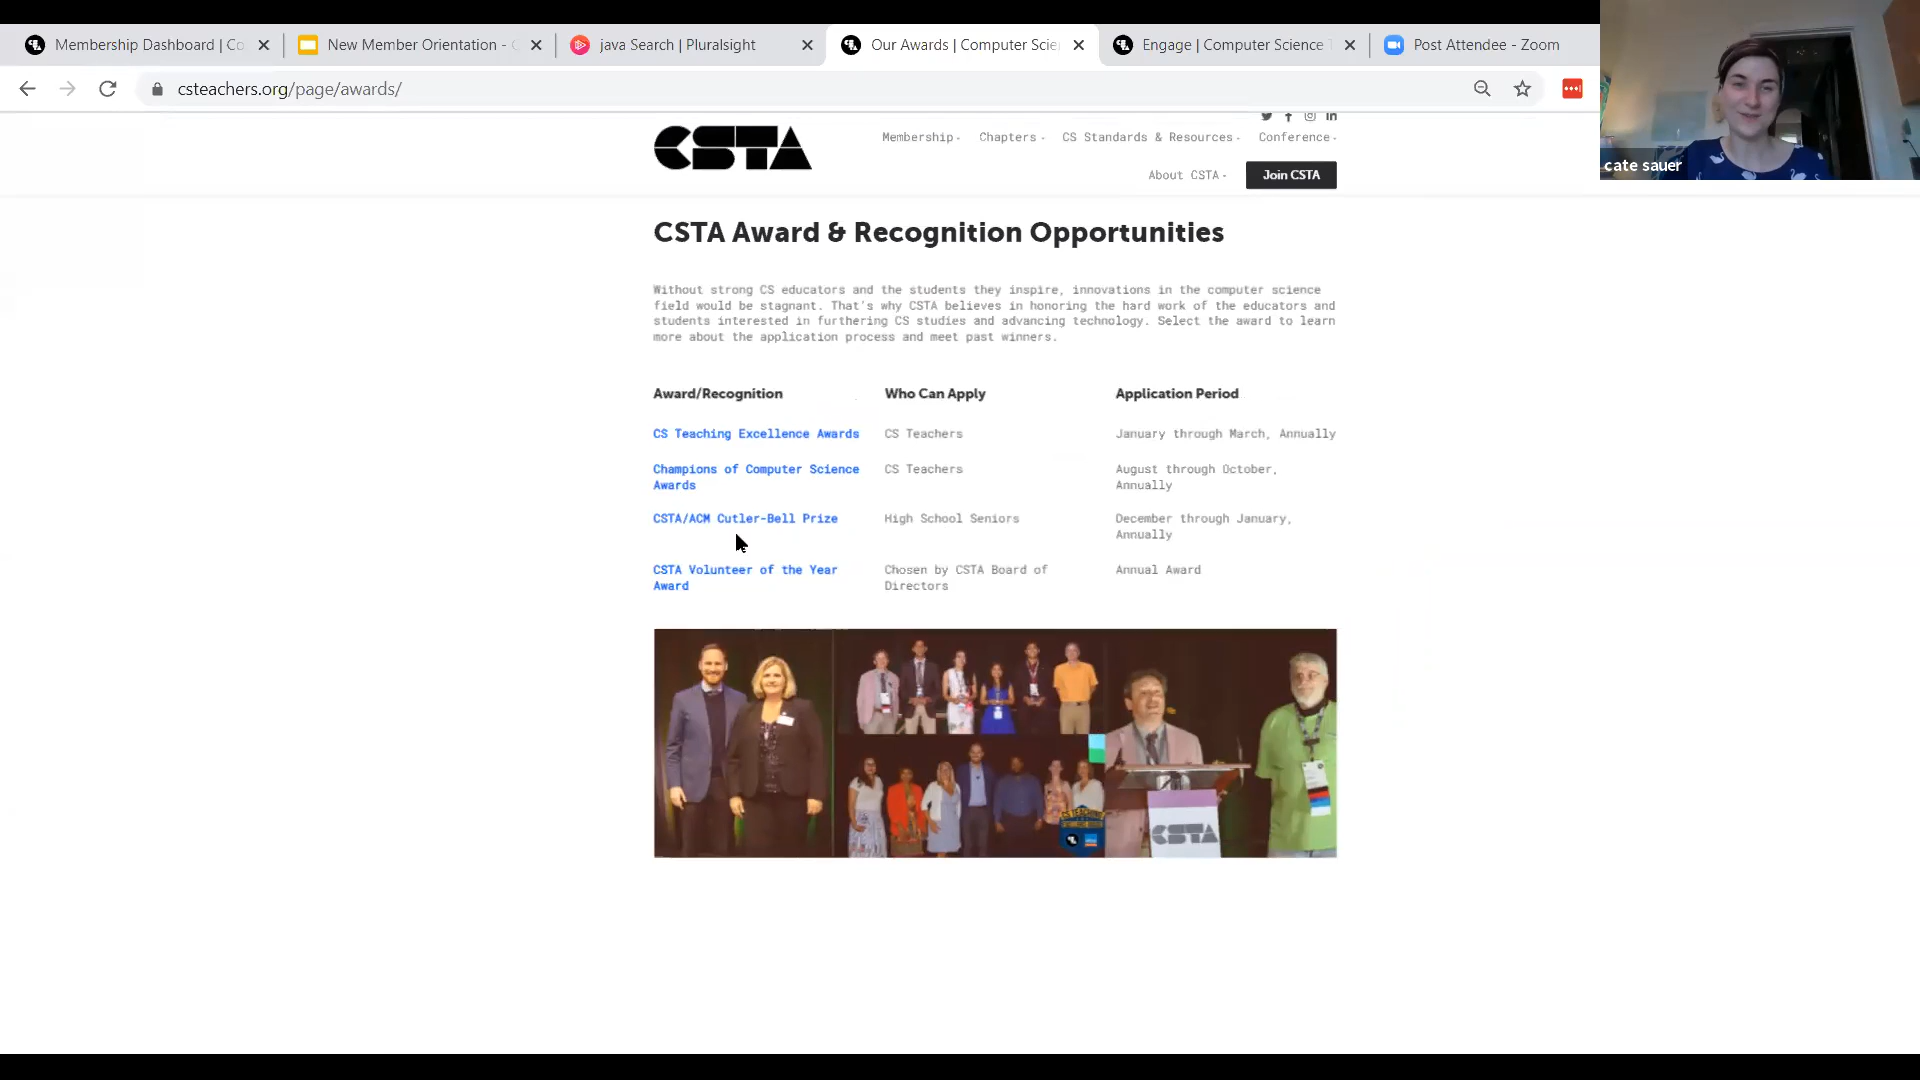 Membership Dashboard | Co
New Member Orientation -
java Search | Pluralsight
Our Awards | Computer Scie
Engage | Computer Science T
Post Attendee - Zoom
csteachers.org/page/awards/
cate sauer
CSTA
Membership
Chapters
CS Standards & Resources
Conference
About CSTA
Join CSTA
CSTA Award & Recognition Opportunities
Without strong CS educators and the students they inspire, innovations in the computer science
field would be stagnant. That's why CSTA believes in honoring the hard work of the educators and
students interested in furthering CS studies and advancing technology. Select the award to learn
more about the application process and meet past winners.
Award/Recognition
Who Can Apply
Application Period
CS Teaching Excellence Awards
CS Teachers
January through March, Annually
Champions of Computer Science
Awards
CS Teachers
August through October,
Annually
CSTA/ACM Cutler-Bell Prize
High School Seniors
December through January,
Annually
CSTA Volunteer of the Year
Award
Chosen by CSTA Board of
Directors
Annual Award
CSTA